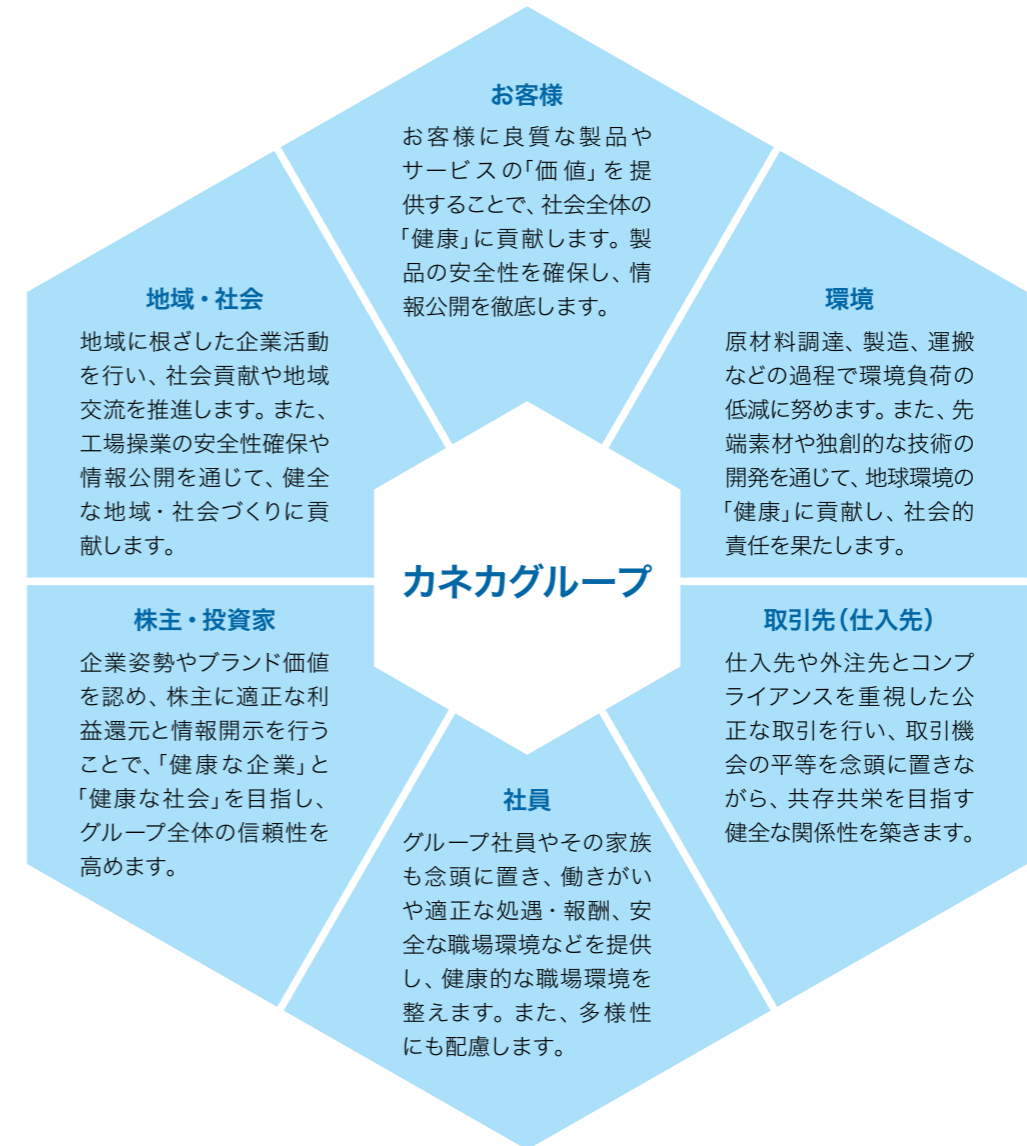 お客様
お客様に良質な製品や
サービスの「価値」を提
供することで、社会全体の
「健康」に貢献します。製
品の安全性を確保し、情
報公開を徹底します。
地域・社会
地域に根ざした企業活動
を行い、社会貢献や地域
交流を推進します。また、
工場操業の安全性確保や
情報公開を通じて、健全
な地域・社会づくりに貢
献します。
環境
原材料調達、製造、運搬
などの過程で環境負荷の
低減に努めます。また、先
端素材や独創的な技術の
開発を通じて、地球環境の
「健康」に貢献し、社会的
責任を果たします。
カネカグループ
株主・投資家
企業姿勢やブランド価値
を認め、株主に適正な利
益還元と情報開示を行う
ことで、「健康な企業」と
「健康な社会」を目指し、
グループ全体の信頼性を
高めます。
取引先(仕入先)
仕入先や外注先とコンプ
ライアンスを重視した公
正な取引を行い、取引機
会の平等を念頭に置きな
がら、共存共栄を目指す
健全な関係性を築きます。
社員
グループ社員やその家族
も念頭に置き、働きがい
や適正な処遇・報酬、安
全な職場環境などを提供
し、健康的な職場環境を
整えます。また、多様性
にも配慮します。